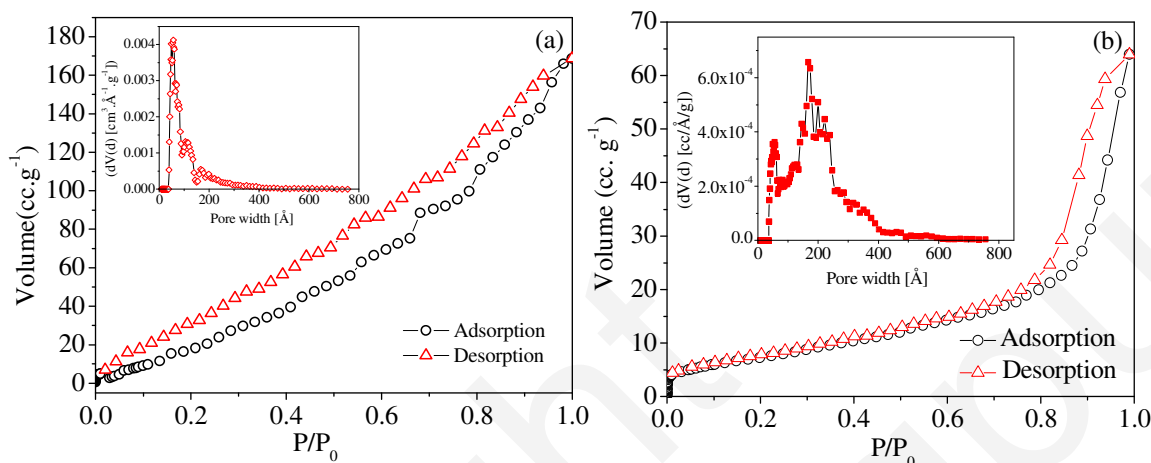 (a)
Volume(cc.g⁻¹)
180
160
140
120
100
80
60
40
20
0
0.0 0.2 0.4 0.6 0.8 1.0
P/P₀
Adsorption
Desorption
(dV(d) [cm³.Å⁻¹.g⁻¹]
0.004
0.003
0.002
0.001
0.000
0 200 400 600 800
Pore width [Å]
(b)
Volume (cc. g⁻¹)
70
60
50
40
30
20
10
0
0.0 0.2 0.4 0.6 0.8 1.0
P/P₀
Adsorption
Desorption
(dV(d) [cc/Å/g])
6.0x10⁻⁴
4.0x10⁻⁴
2.0x10⁻⁴
0.0
0 200 400 600 800
Pore width [Å]